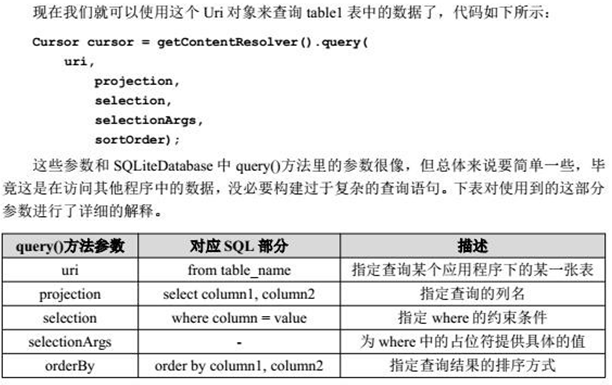 现在我们就可以使用这个 Uri 对象来查询 table1 表中的数据了，代码如下所示：
Cursor cursor = getContentResolver().query(
uri,
projection,
selection,
selectionArgs,
sortOrder);
这些参数和 SQLiteDatabase 中 query()方法里的参数很像，但总体来说要简单一些，毕
竟这是在访问其他程序中的数据，没必要构建过于复杂的查询语句。下表对使用到的这部分
参数进行了详细的解释。
query()方法参数 对应 SQL 部分 描述
uri from table_name 指定查询某个应用程序下的某一张表
projection select column1, column2 指定查询的列名
selection where column = value 指定 where 的约束条件
selectionArgs - 为 where 中的占位符提供具体的值
orderBy order by column1, column2 指定查询结果的排序方式